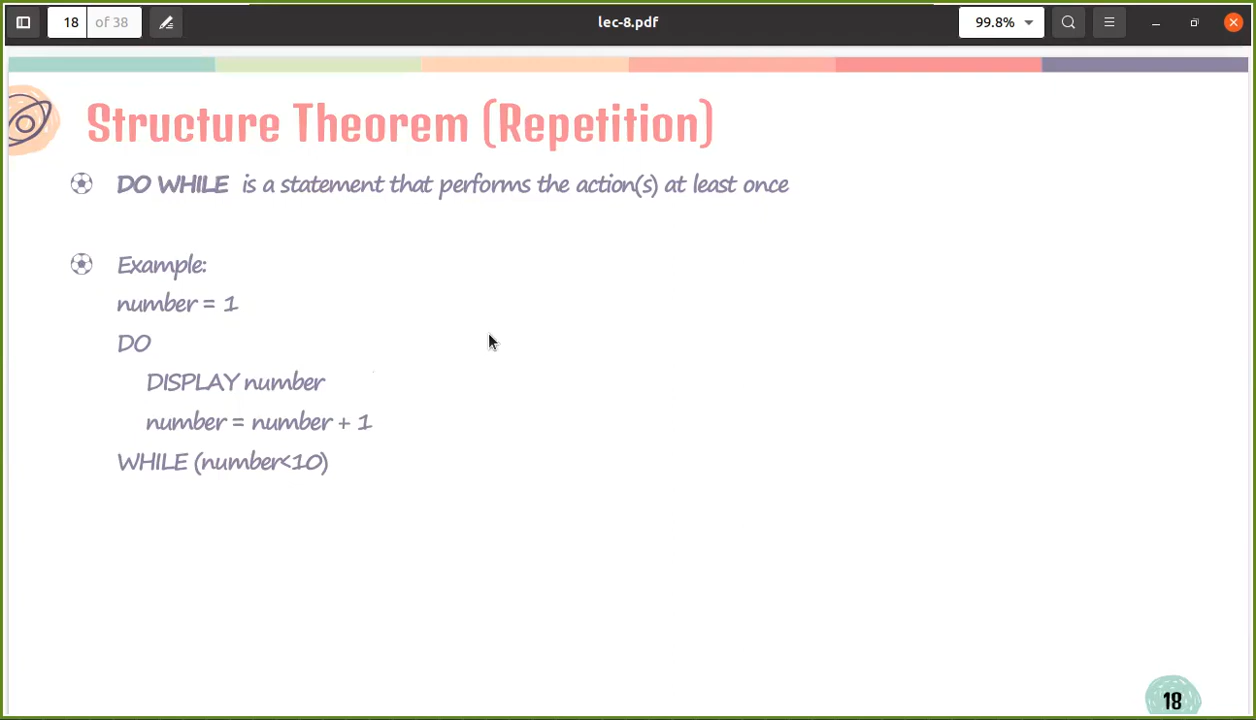 18 of 38
lec-8.pdf
99.8%
Structure Theorem (Repetition)
DO WHILE is a statement that performs the action(s) at least once
Example:
number = 1
DO
DISPLAY number
number = number + 1
WHILE (number<10)
18